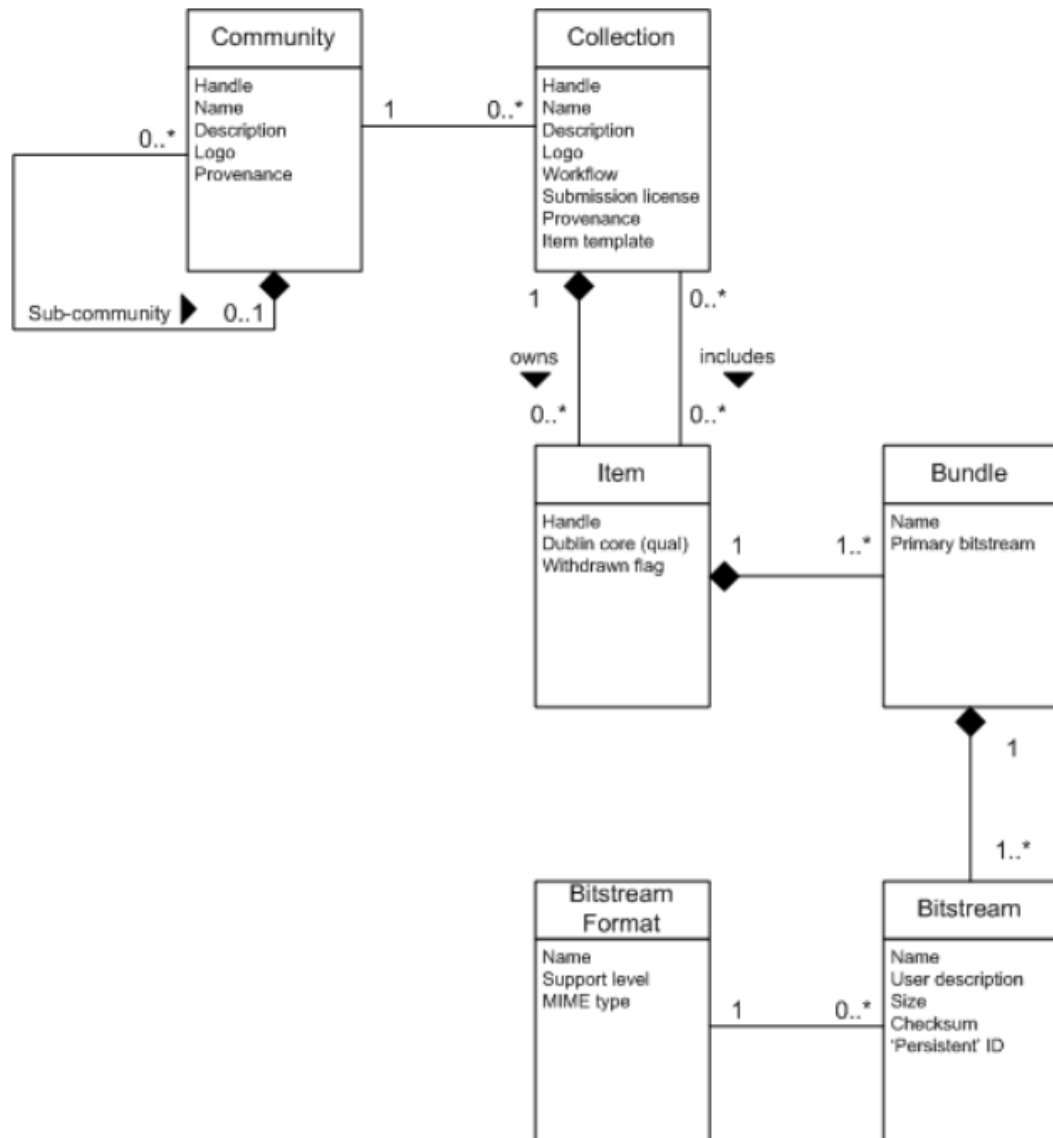 Community
Handle
Name
Description
Logo
Provenance
Collection
Handle
Name
Description
Logo
Workflow
Submission license
Provenance
Item template
1
0..*
0..*
Sub-community
0..1
1
0..*
owns
includes
0..*
0..*
Item
Handle
Dublin core (qual)
Withdrawn flag
1
1..*
Bundle
Name
Primary bitstream
1
1..*
Bitstream
Format
Name
Support level
MIME type
1
0..*
Bitstream
Name
User description
Size
Checksum
'Persistent' ID